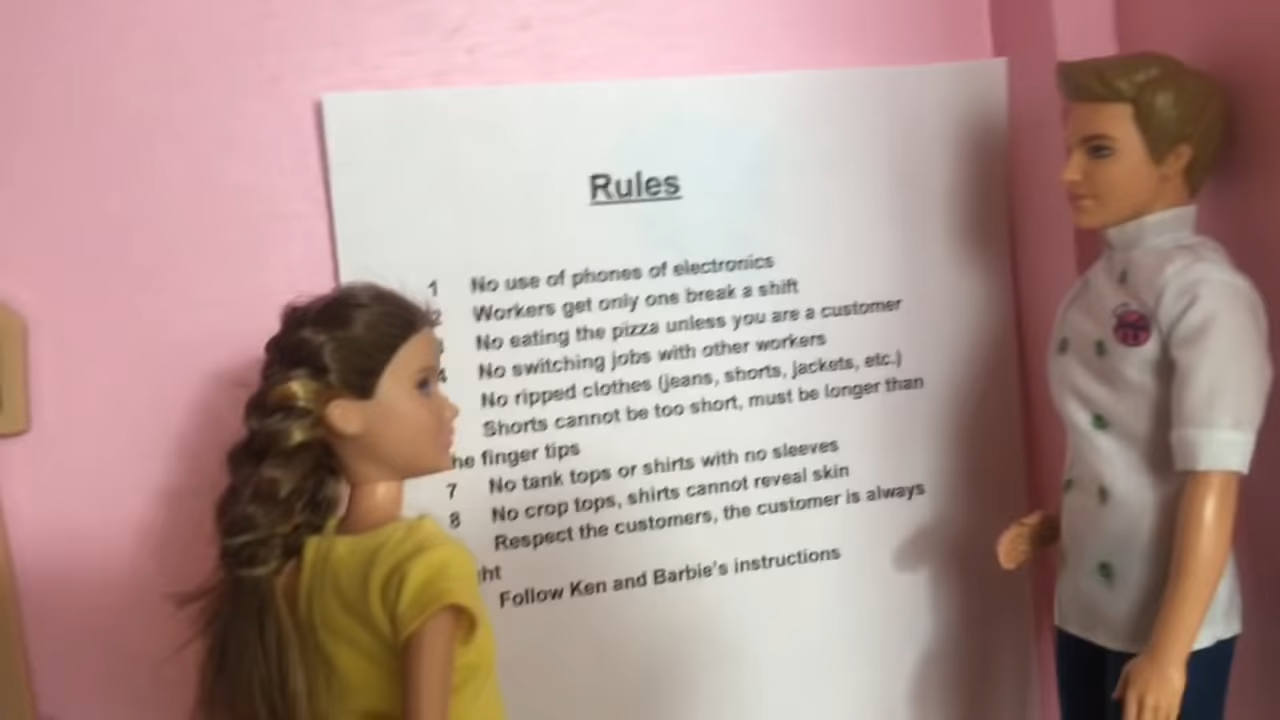 Rules
1 No use of phones of electronics
2 Workers get only one break a shift
No eating the pizza unless you are a customer
4 No switching jobs with other workers
No ripped clothes (jeans, shorts, jackets, etc.)
Shorts cannot be too short, must be longer than
he finger tips
7 No tank tops or shirts with no sleeves
8 No crop tops, shirts cannot reveal skin
Respect the customers, the customer is always
ht
Follow Ken and Barbie's instructions